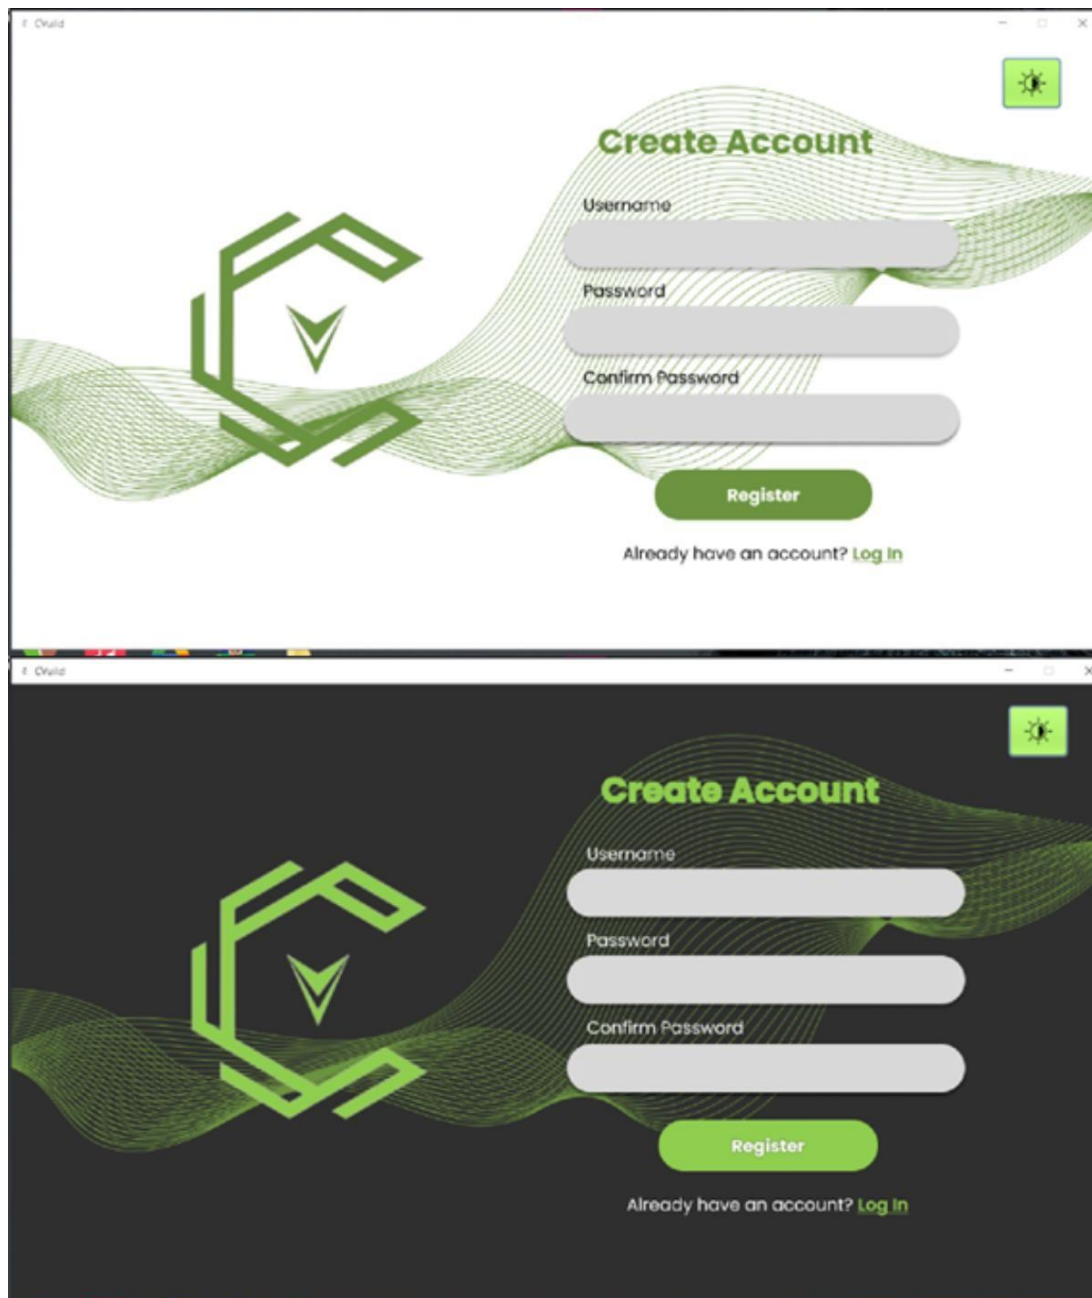 Create Account
Username
Password
Confirm Password
Register
Already have an account? Log In
Create Account
Username
Password
Confirm Password
Register
Already have an account? Log In